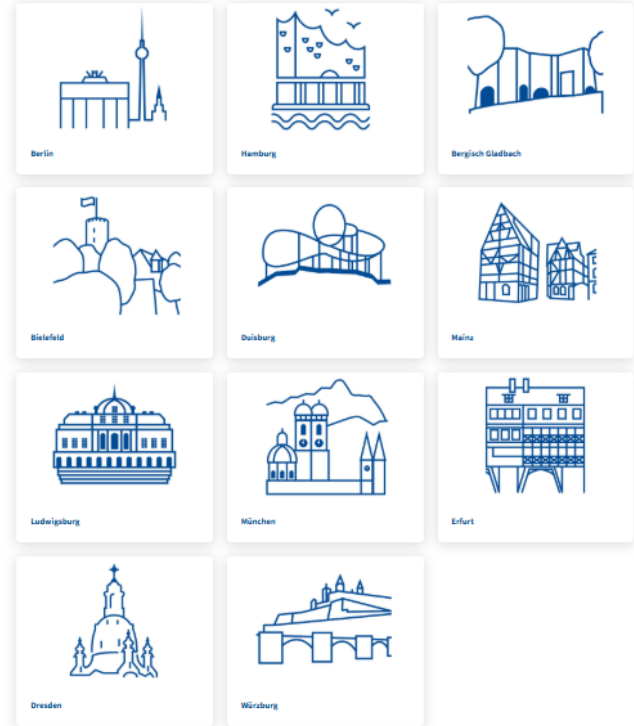 Berlin
Hamburg
Bergisch Gladbach
Bielefeld
Duisburg
Mainz
Ludwigsburg
München
Erfurt
Dresden
Würzburg